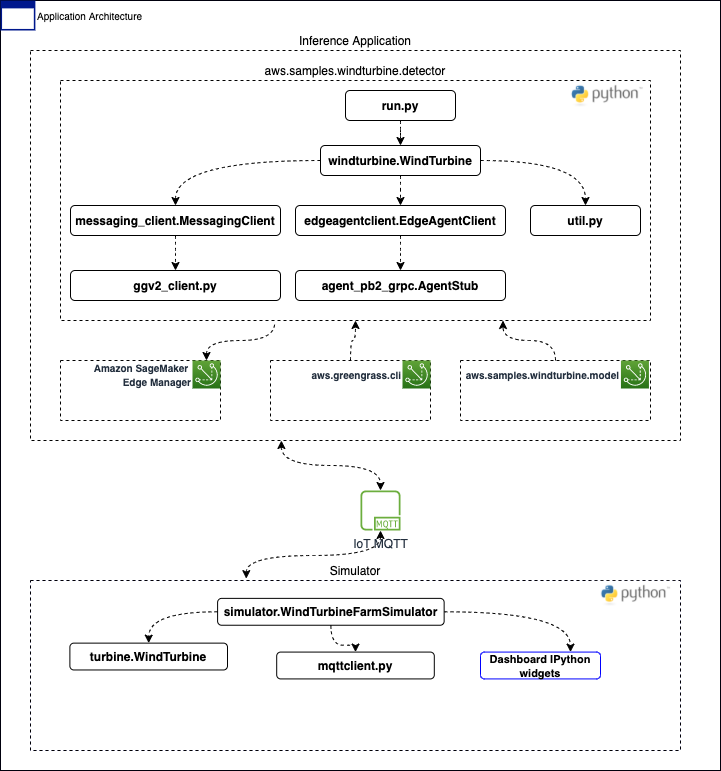 Application Architecture
Inference Application
aws.samples.windturbine.detector
python™
run.py
windturbine.WindTurbine
messaging_client.MessagingClient
edgeagentclient.EdgeAgentClient
util.py
ggv2_client.py
agent_pb2_grpc.AgentStub
Amazon SageMaker
Edge Manager
aws.greengrass.cli
aws.samples.windturbine.model
MQTT
IoT MQTT
Simulator
python™
simulator.WindTurbineFarmSimulator
turbine.WindTurbine
mqttclient.py
Dashboard IPython
widgets